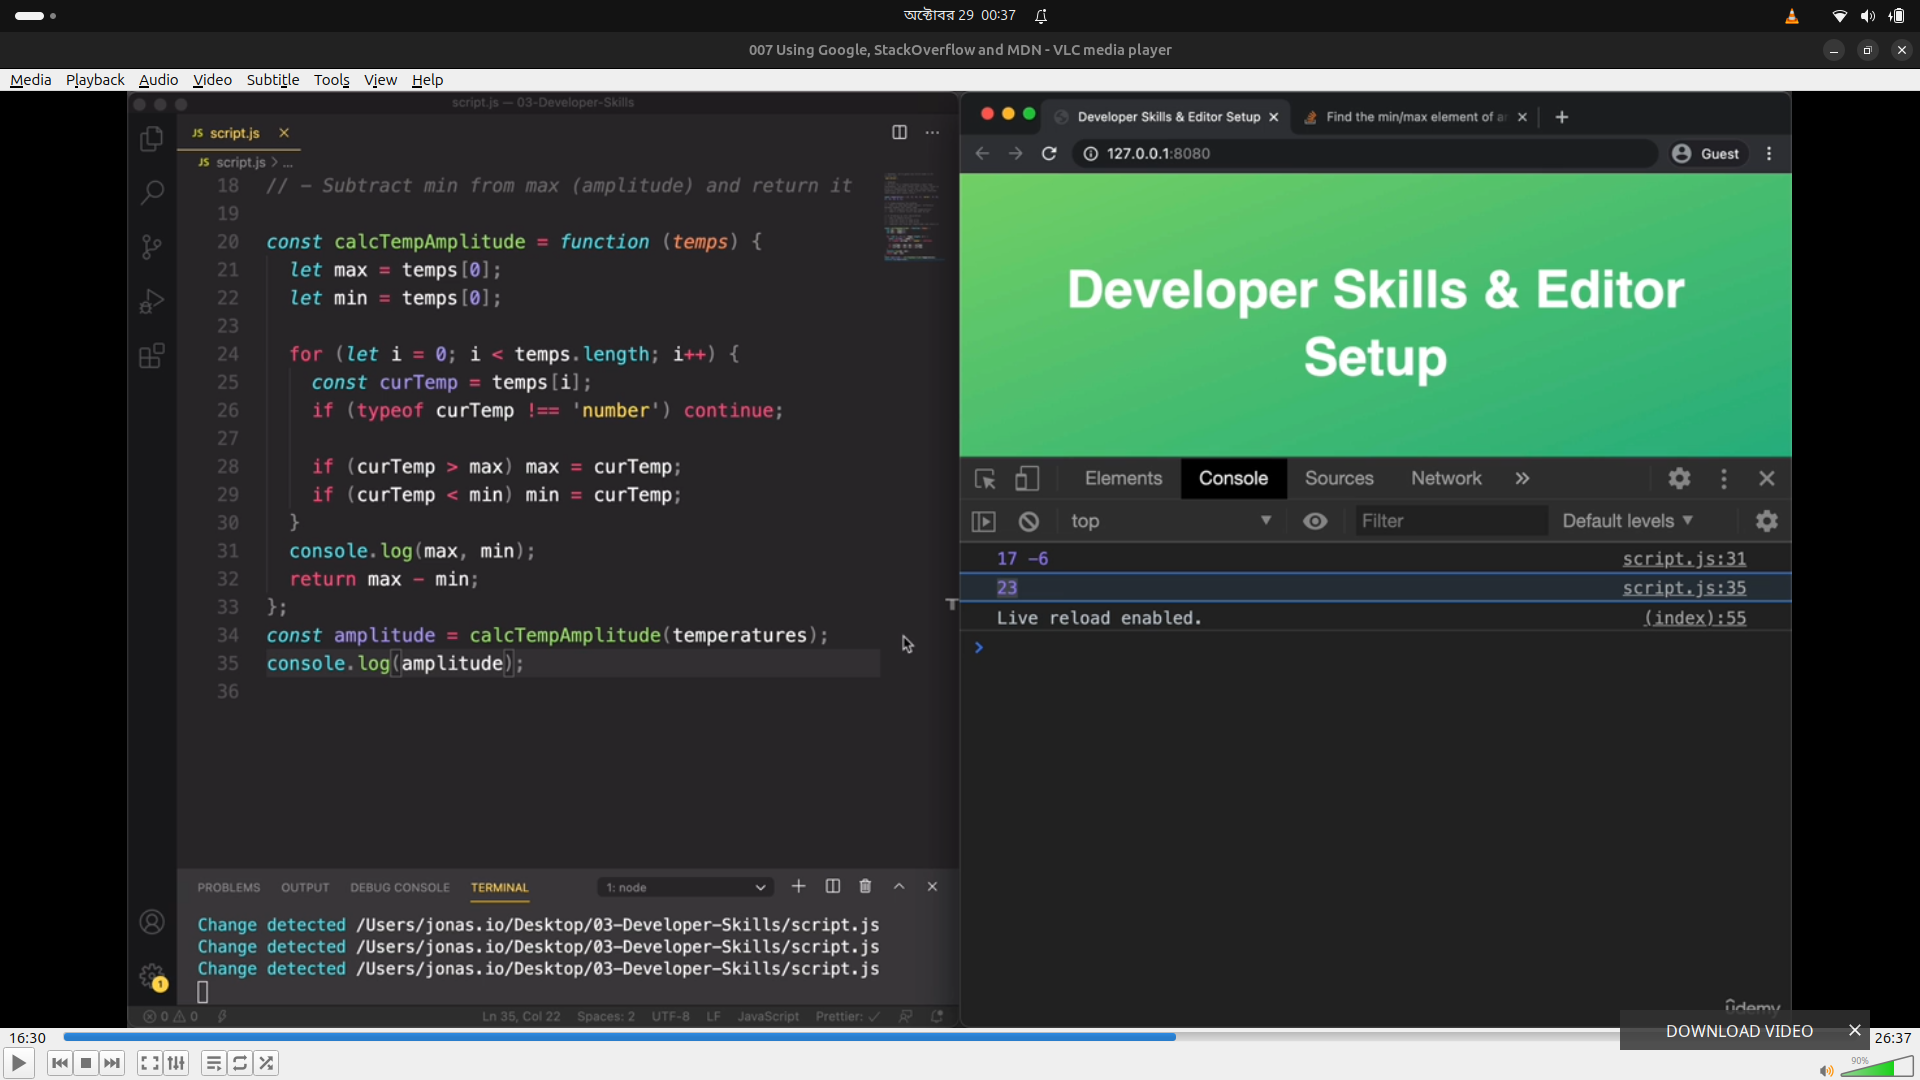 অক্টোবর 29 00:37
007 Using Google, StackOverflow and MDN - VLC media player
Media Playback Audio Video Subtitle Tools View Help
script.js — 03-Developer-Skills
JS script.js
JS script.js > ...
18 // - Subtract min from max (amplitude) and return it
19
20 const calcTempAmplitude = function (temps) {
21 let max = temps[0];
22 let min = temps[0];
23
24 for (let i = 0; i < temps.length; i++) {
25 const curTemp = temps[i];
26 if (typeof curTemp !== 'number') continue;
27
28 if (curTemp > max) max = curTemp;
29 if (curTemp < min) min = curTemp;
30 }
31 console.log(max, min);
32 return max - min;
33 };
34 const amplitude = calcTempAmplitude(temperatures);
35 console.log(amplitude);
36
PROBLEMS OUTPUT DEBUG CONSOLE TERMINAL 1: node
Change detected /Users/jonas.io/Desktop/03-Developer-Skills/script.js
Change detected /Users/jonas.io/Desktop/03-Developer-Skills/script.js
Change detected /Users/jonas.io/Desktop/03-Developer-Skills/script.js
1
0 0 Ln 35, Col 22 Spaces: 2 UTF-8 LF JavaScript Prettier: ✓
Developer Skills & Editor Setup Find the min/max element of
127.0.0.1:8080 Guest
Developer Skills & Editor
Setup
Elements Console Sources Network
top Filter Default levels
17 -6 script.js:31
23 script.js:35
Live reload enabled. (index):55
udemy
DOWNLOAD VIDEO
16:30 26:37
90%